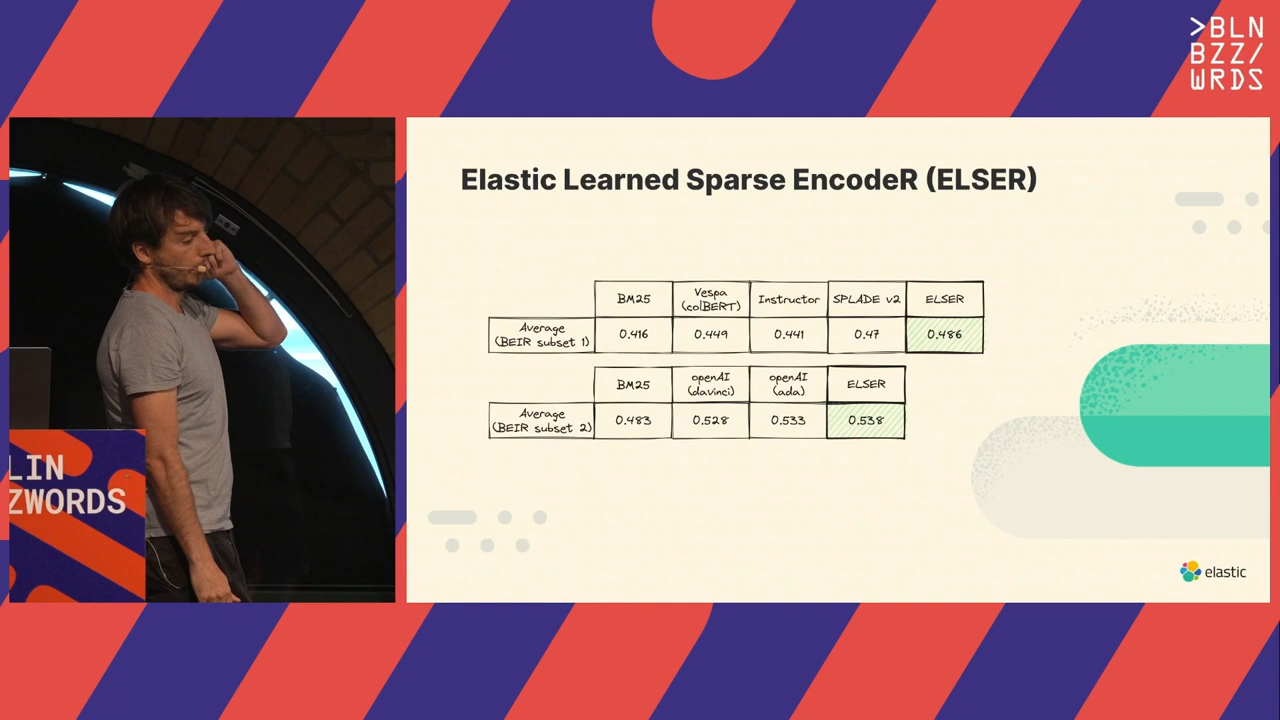 >BLN
BZZ/
WRDS
LIN
ZWORDS
Elastic Learned Sparse EncodeR (ELSER)
BM25 Vespa (colBERT) Instructor SPLADE v2 ELSER
Average (BEIR subset 1) 0.416 0.449 0.441 0.47 0.486
BM25 openAI (davinci) openAI (ada) ELSER
Average (BEIR subset 2) 0.483 0.528 0.533 0.538
elastic